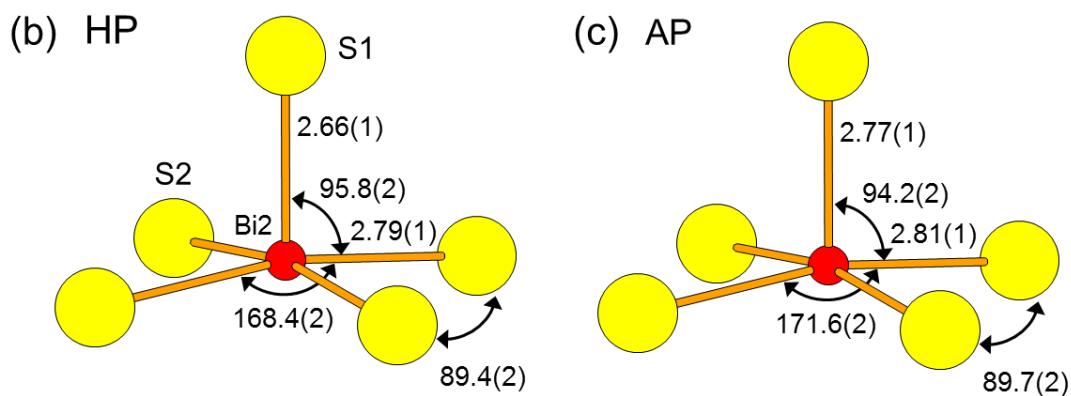 (b) HP
S1
2.66(1)
S2
95.8(2)
Bi2
2.79(1)
168.4(2)
89.4(2)
(c) AP
2.77(1)
94.2(2)
2.81(1)
171.6(2)
89.7(2)